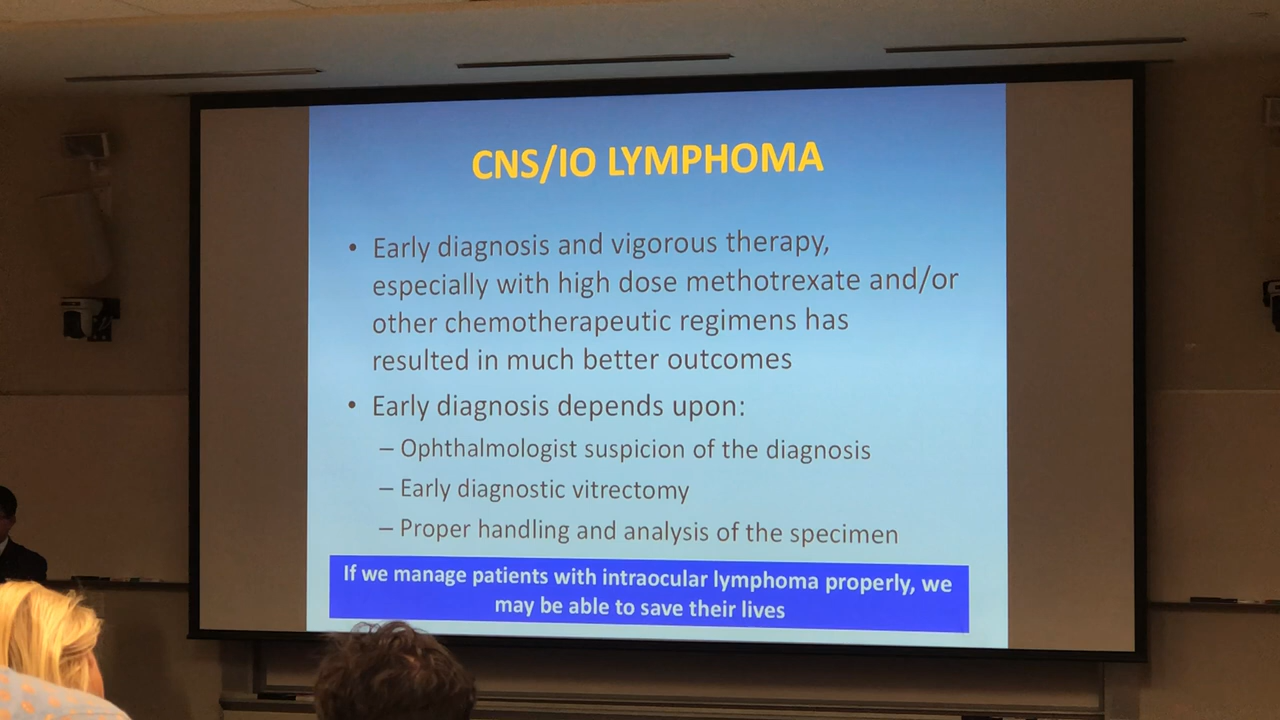 CNS/IO LYMPHOMA
• Early diagnosis and vigorous therapy,
especially with high dose methotrexate and/or
other chemotherapeutic regimens has
resulted in much better outcomes
• Early diagnosis depends upon:
– Ophthalmologist suspicion of the diagnosis
– Early diagnostic vitrectomy
– Proper handling and analysis of the specimen
If we manage patients with intraocular lymphoma properly, we
may be able to save their lives